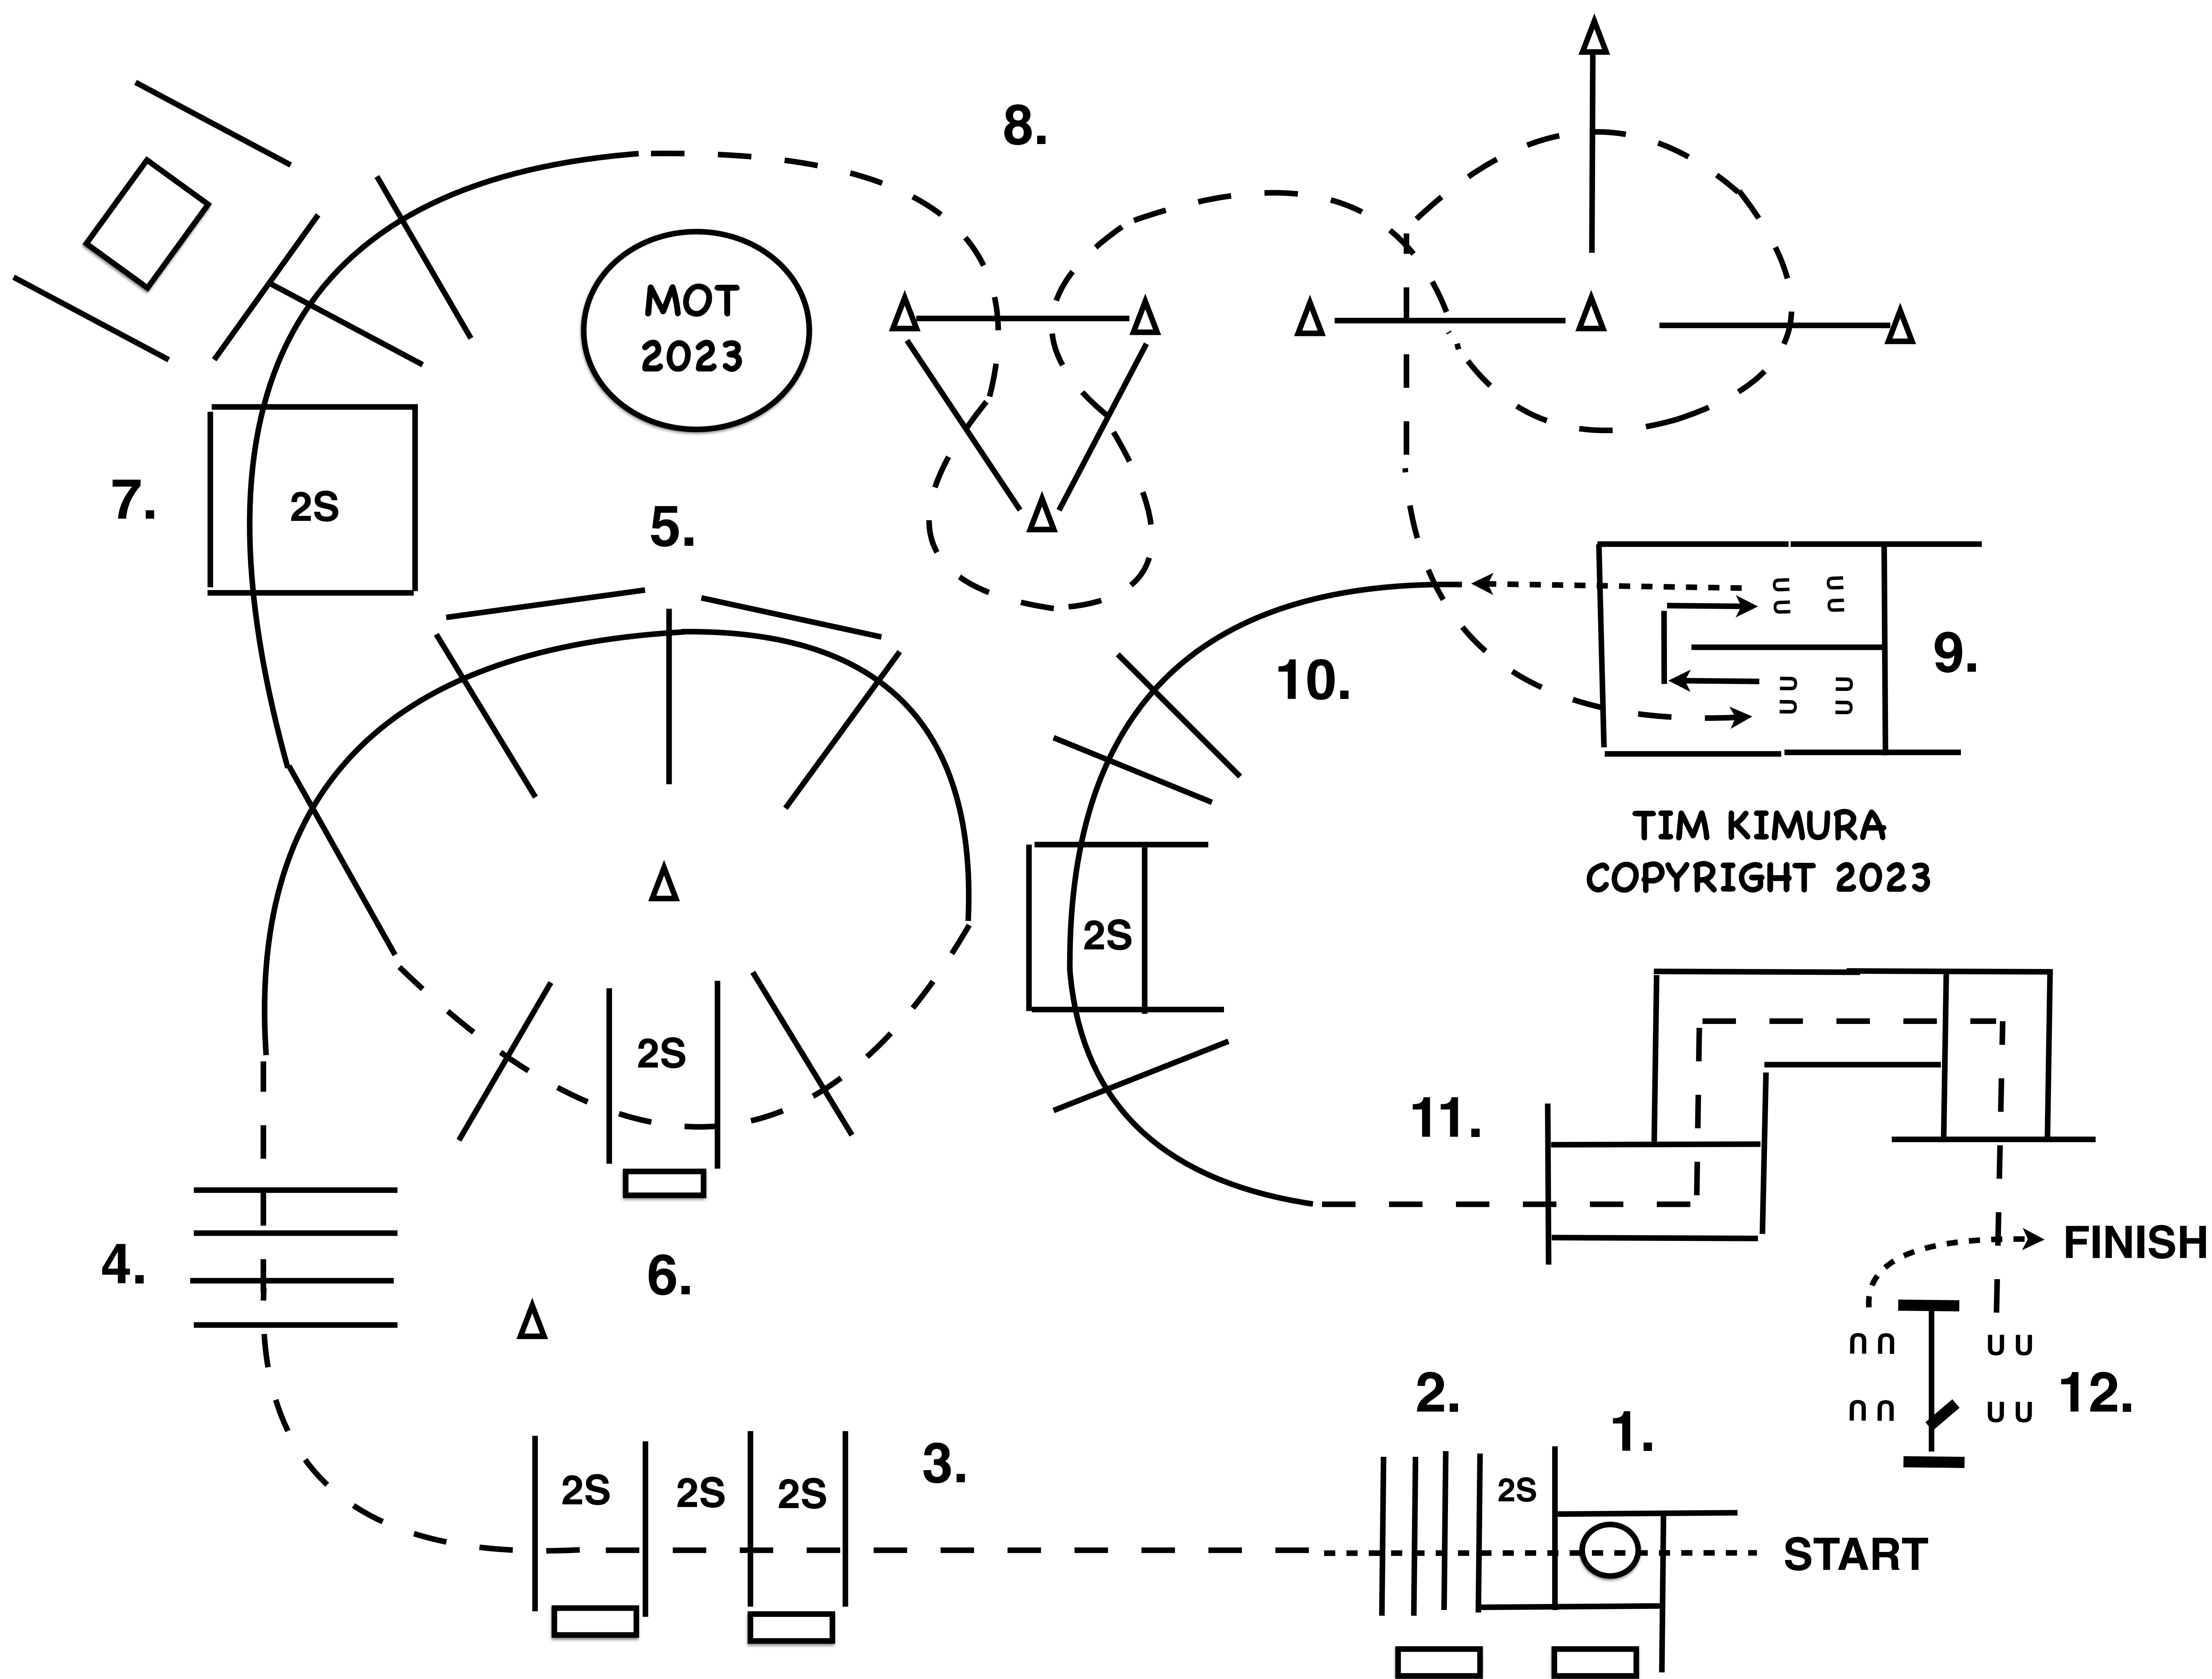 8.
MOT
2023
7.
2S
5.
9.
10.
TIM KIMURA
COPYRIGHT 2023
2S
2S
11.
4.
6.
FINISH
12.
2.
1.
3.
2S
2S
2S
2S
START